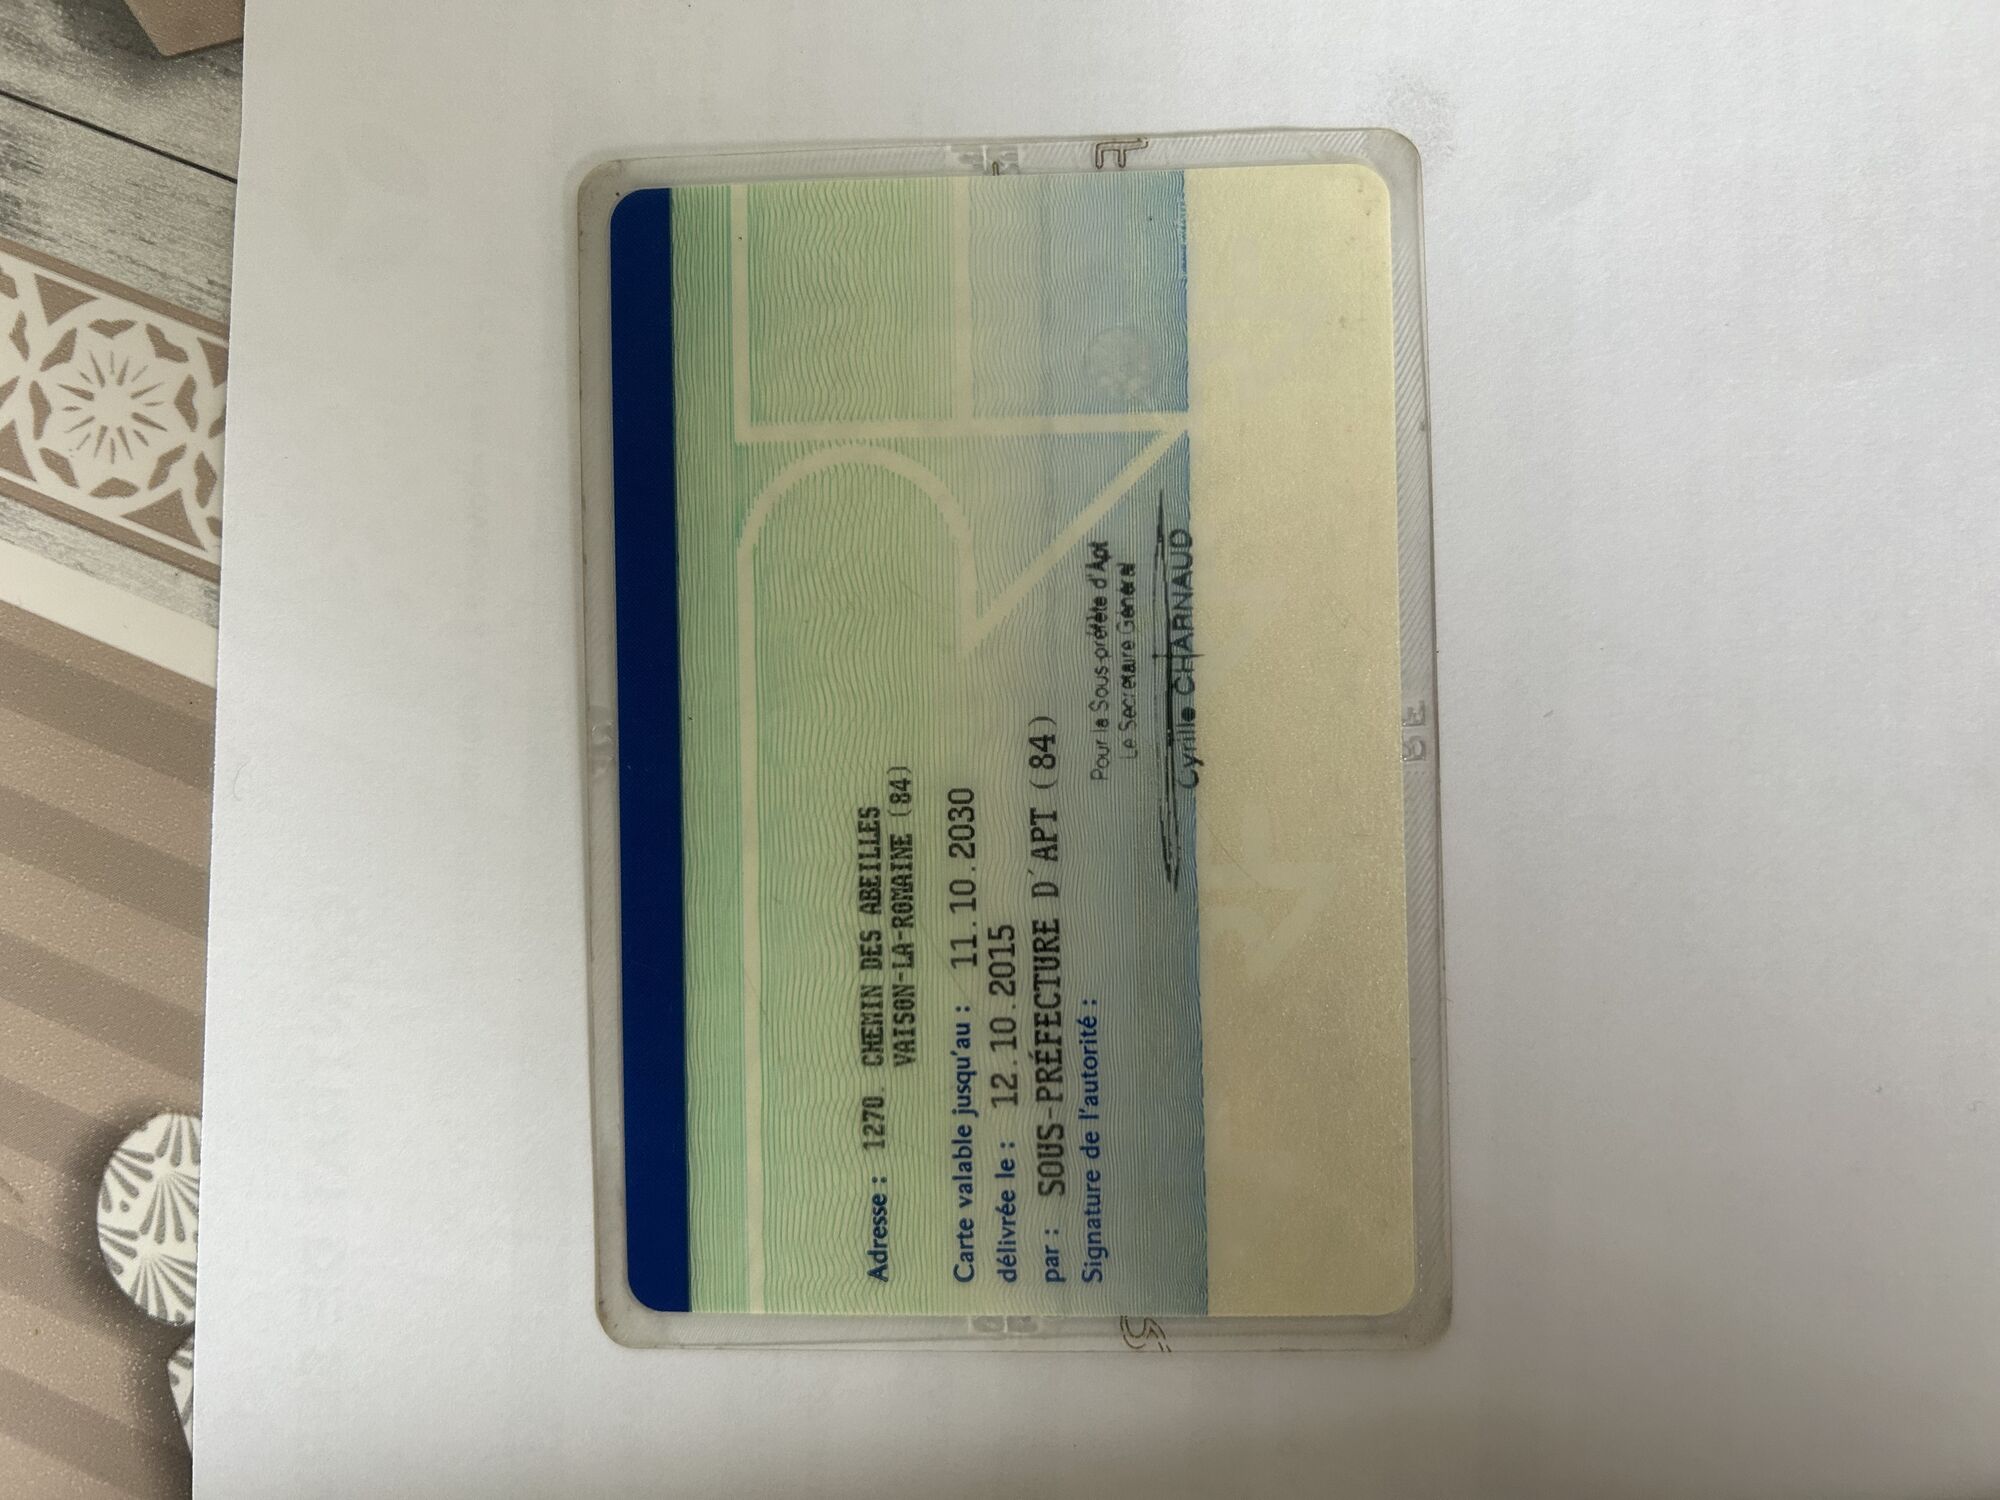 Adresse : 1270, CHEMIN DES ABEILLES
VAISON-LA-ROMAINE (84)
Carte valable jusqu'au : 11.10.2030
délivrée le : 12.10.2015
par : SOUS-PRÉFECTURE D'APT (84)
Signature de l'autorité :
Pour la Sous-préfète d'Apt
Le Secrétaire Général
Cyrille CHARNAUD